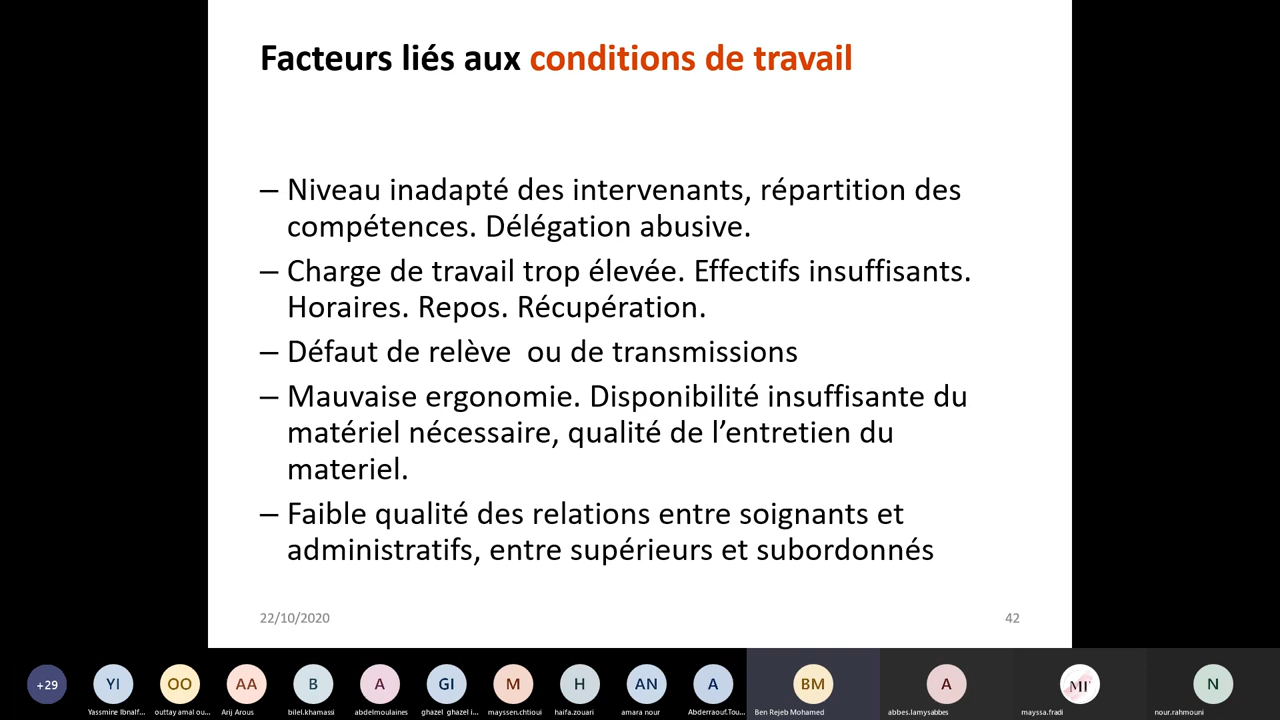 Facteurs liés aux conditions de travail
– Niveau inadapté des intervenants, répartition des
compétences. Délégation abusive.
– Charge de travail trop élevée. Effectifs insuffisants.
Horaires. Repos. Récupération.
– Défaut de relève  ou de transmissions
– Mauvaise ergonomie. Disponibilité insuffisante du
matériel nécessaire, qualité de l’entretien du
materiel.
– Faible qualité des relations entre soignants et
administratifs, entre supérieurs et subordonnés
22/10/2020 42
+29 YI OO AA B A GI M H AN A BM A MF N
Yassmine Ibnalf... outtay amal ou... Arij Arous bilel.khamassi abdelmoulaines ghazel ghazel i... mayssen.chtioui haifa.zouari amara nour Abderraouf.Tou... Ben Rejeb Mohamed abbes.lamysabbes mayssa.fradi nour.rahmouni